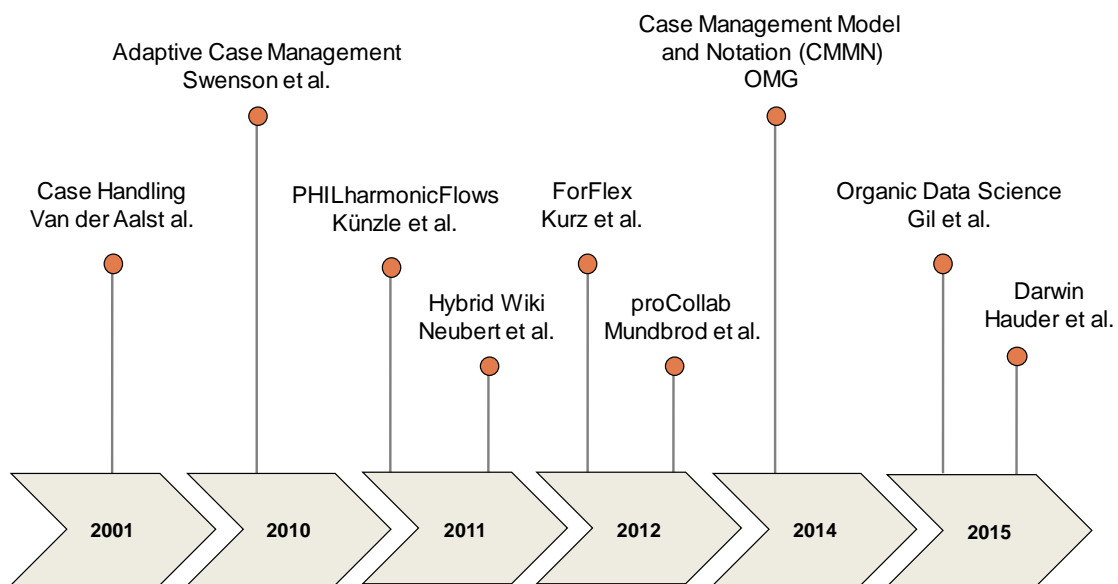 Case Management Model
and Notation (CMMN)
OMG
Adaptive Case Management
Swenson et al.
Case Handling
Van der Aalst al.
PHILharmonicFlows
Künzle et al.
ForFlex
Kurz et al.
Organic Data Science
Gil et al.
Hybrid Wiki
Neubert et al.
proCollab
Mundbrod et al.
Darwin
Hauder et al.
2001
2010
2011
2012
2014
2015